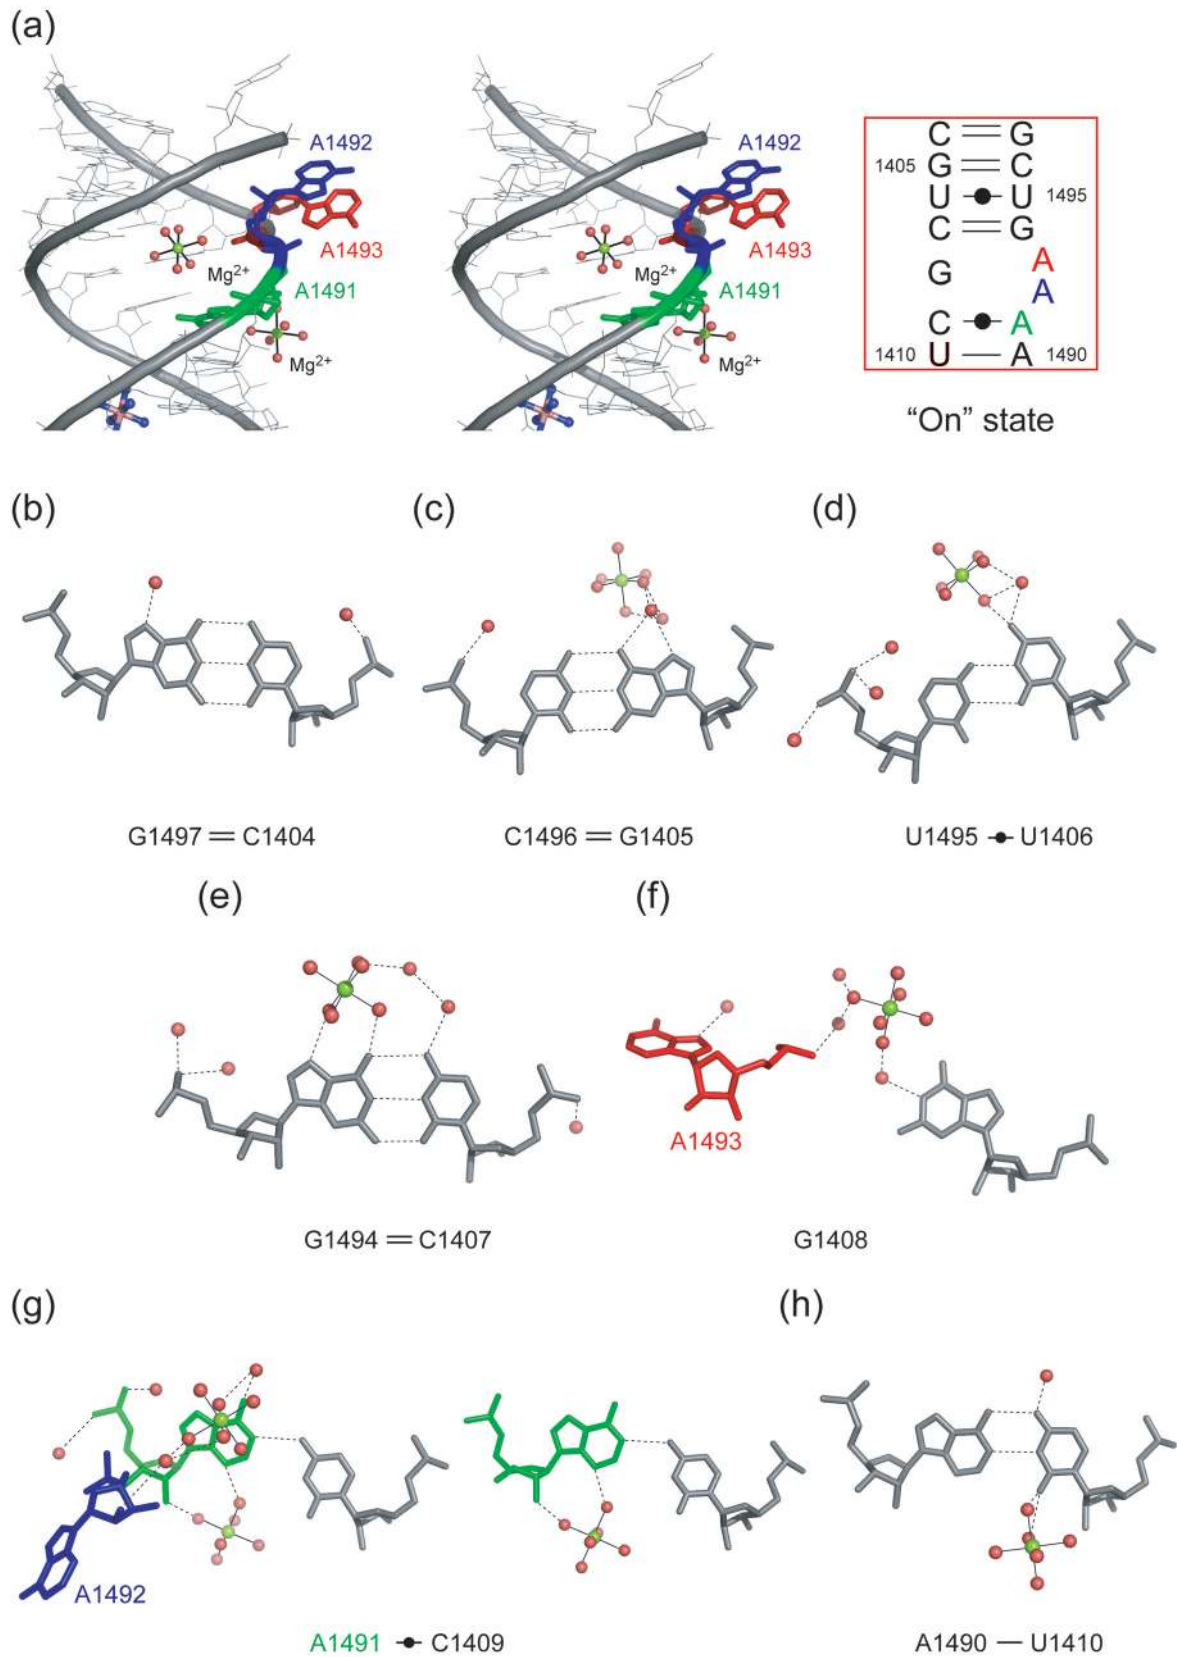 (a)
A1492
A1493
Mg2+
A1491
Mg2+
A1492
A1493
Mg2+
A1491
Mg2+
C G
1405 G C
U U 1495
C G
A
G
A
C A
1410 U A 1490
“On” state
(b)
(c)
(d)
G1497 C1404
C1496 G1405
U1495 U1406
(e)
(f)
A1493
G1494 C1407
G1408
(g)
(h)
A1492
A1491 C1409
A1490 — U1410